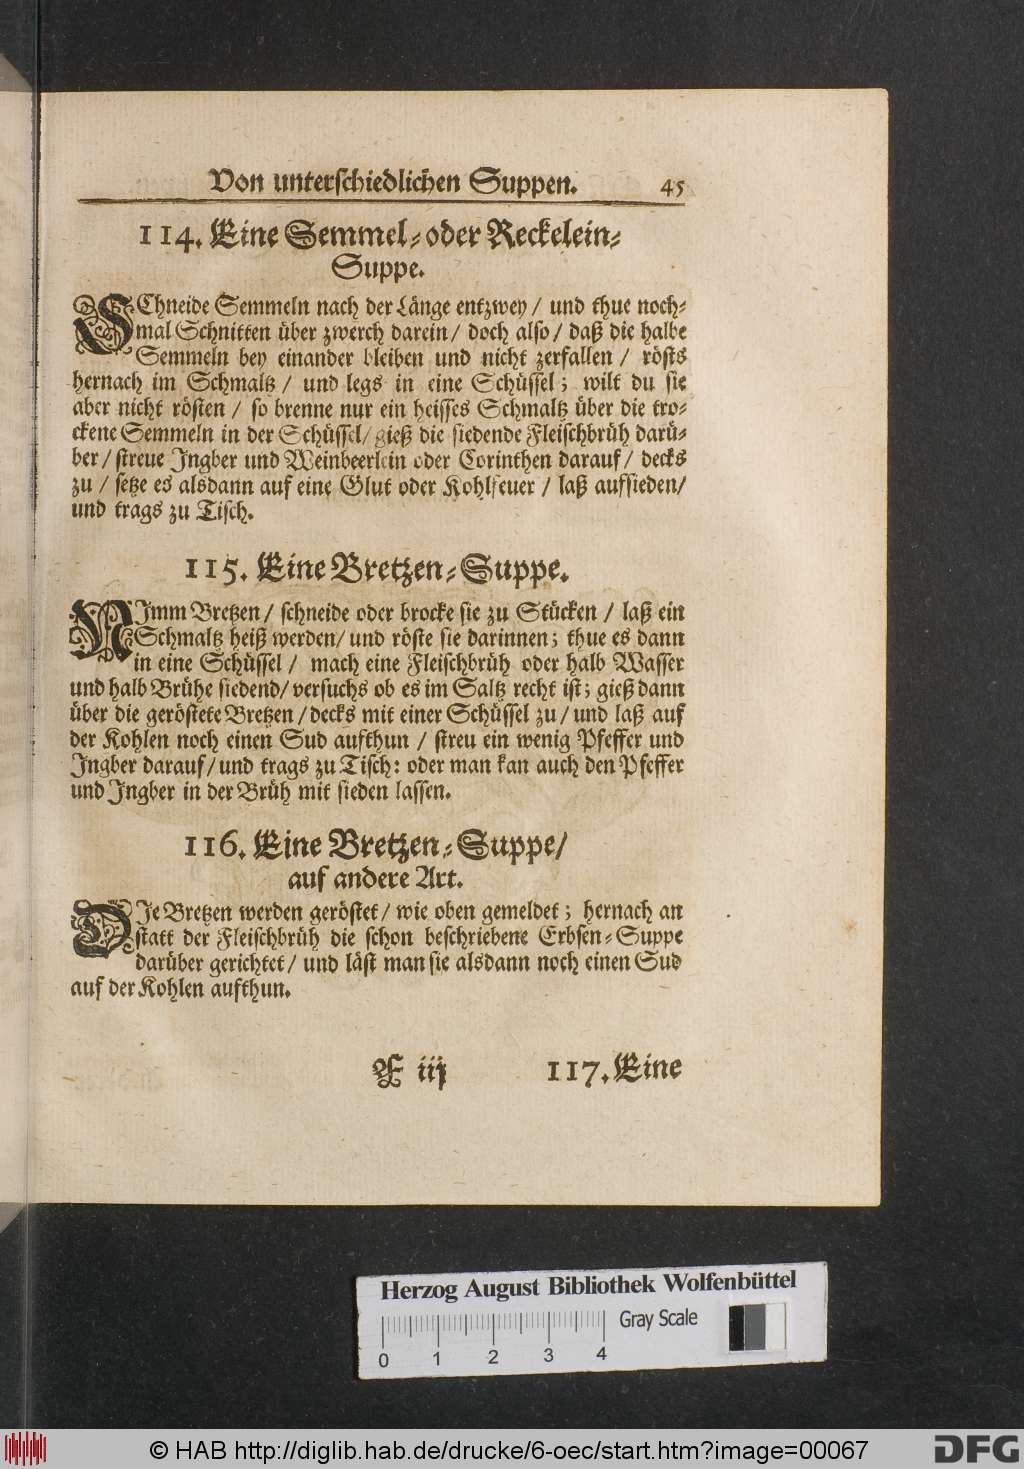 Von unterschiedlichen Suppen. 45
114. Eine Semmel- oder Reckelein-
Suppe.
SChneide Semmeln nach der Länge entzwey / und thue noch-
mal Schnitten über zwerch darein / doch also / daß die halbe
Semmeln bey einander bleiben und nicht zerfallen / rösts
hernach im Schmaltz / und legs in eine Schüssel; wilt du sie
aber nicht rösten / so brenne nur ein heisses Schmaltz über die tro-
ckene Semmeln in der Schüssel / gieß die siedende Fleischbrüh darü-
ber / streue Ingber und Weinbeerlein oder Corinthen darauf / decks
zu / setze es alsdann auf eine Glut oder Kohlfeuer / laß aufsieden /
und trags zu Tisch.
115. Eine Bretzen-Suppe.
NImm Bretzen / schneide oder brocke sie zu Stücken / laß ein
Schmaltz heiß werden / und röste sie darinnen; thue es dann
in eine Schüssel / mach eine Fleischbrüh oder halb Wasser
und halb Brühe siedend / versuchs ob es im Saltz recht ist; gieß dann
über die geröstete Bretzen / decks mit einer Schüssel zu / und laß auf
der Kohlen noch einen Sud aufthun / streu ein wenig Pfeffer und
Ingber darauf / und trags zu Tisch: oder man kan auch den Pfeffer
und Ingber in der Brüh mit sieden lassen.
116. Eine Bretzen-Suppe /
auf andere Art.
DIe Bretzen werden geröstet / wie oben gemeldet; hernach an
statt der Fleischbrüh die schon beschriebene Erbsen-Suppe
darüber gerichtet / und läst man sie alsdann noch einen Sud
auf der Kohlen aufthun.
F iij 117. Eine
Herzog August Bibliothek Wolfenbüttel
Gray Scale
0 1 2 3 4
© HAB http://diglib.hab.de/drucke/6-oec/start.htm?image=00067
DFG